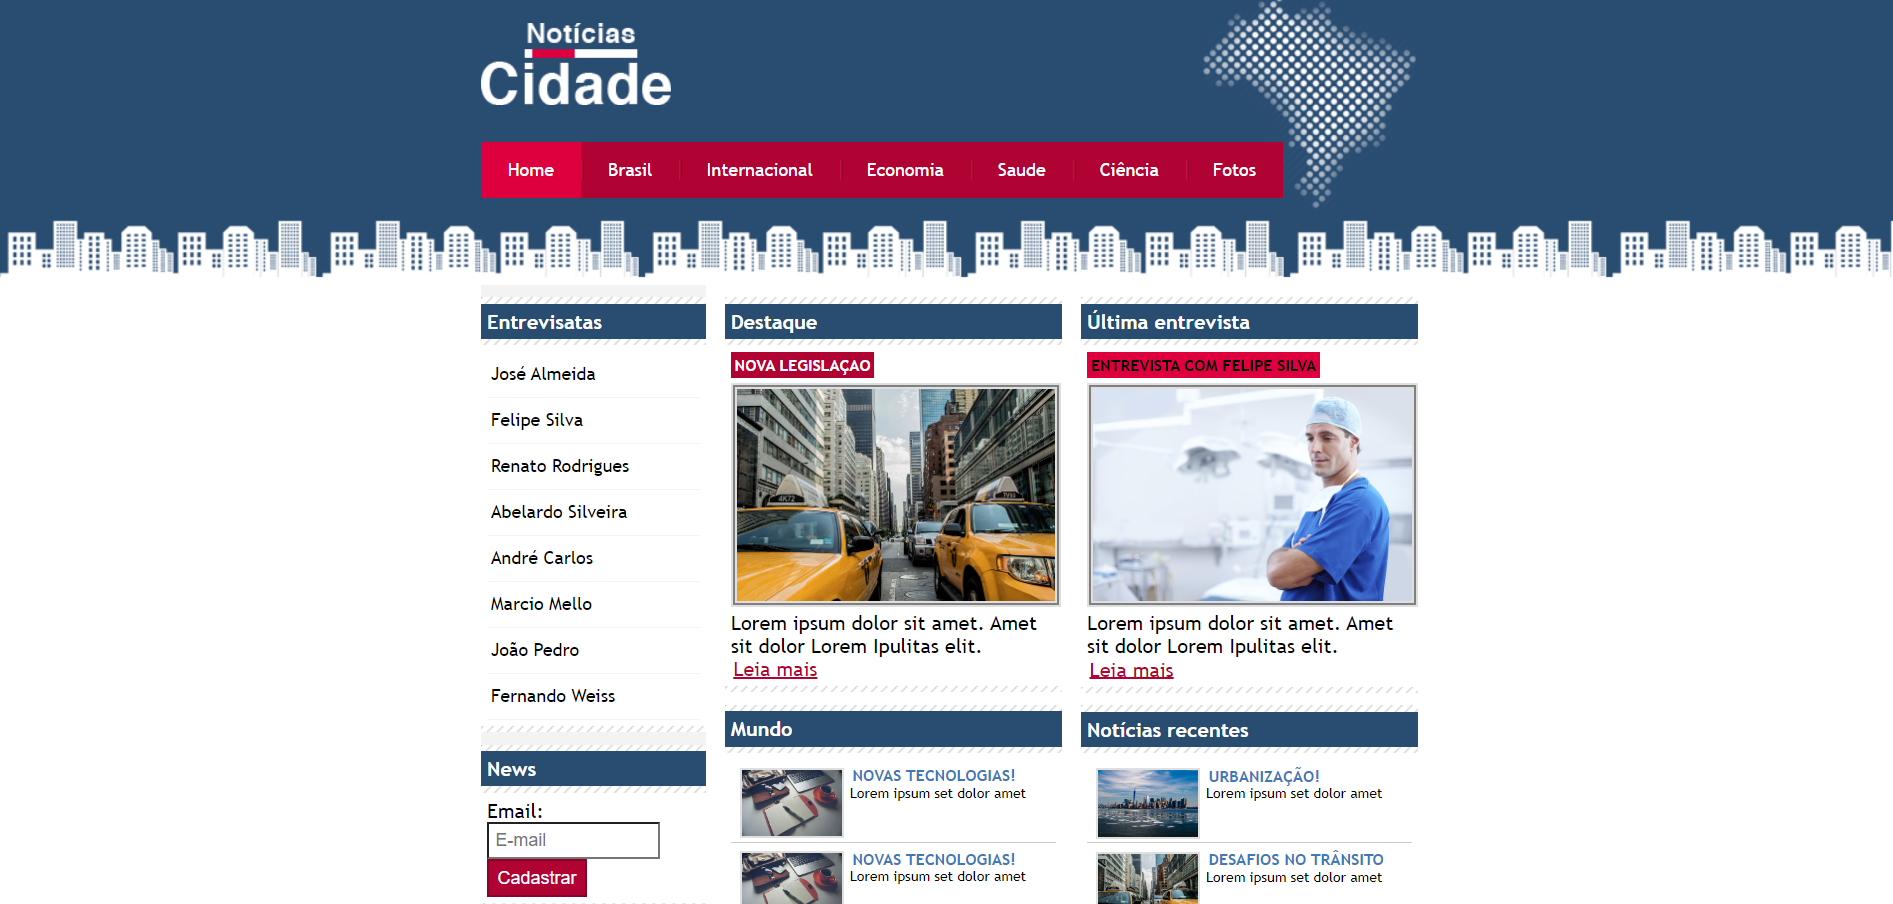 Notícias
Cidade
Home
Brasil
Internacional
Economia
Saude
Ciência
Fotos
Entrevisatas
José Almeida
Felipe Silva
Renato Rodrigues
Abelardo Silveira
André Carlos
Marcio Mello
João Pedro
Fernando Weiss
News
Email:
E-mail
Cadastrar
Destaque
NOVA LEGISLAÇAO
4K72
Lorem ipsum dolor sit amet. Amet
sit dolor Lorem Ipulitas elit.
Leia mais
Mundo
NOVAS TECNOLOGIAS!
Lorem ipsum set dolor amet
NOVAS TECNOLOGIAS!
Lorem ipsum set dolor amet
Última entrevista
ENTREVISTA COM FELIPE SILVA
Lorem ipsum dolor sit amet. Amet
sit dolor Lorem Ipulitas elit.
Leia mais
Notícias recentes
URBANIZAÇÃO!
Lorem ipsum set dolor amet
DESAFIOS NO TRÂNSITO
Lorem ipsum set dolor amet